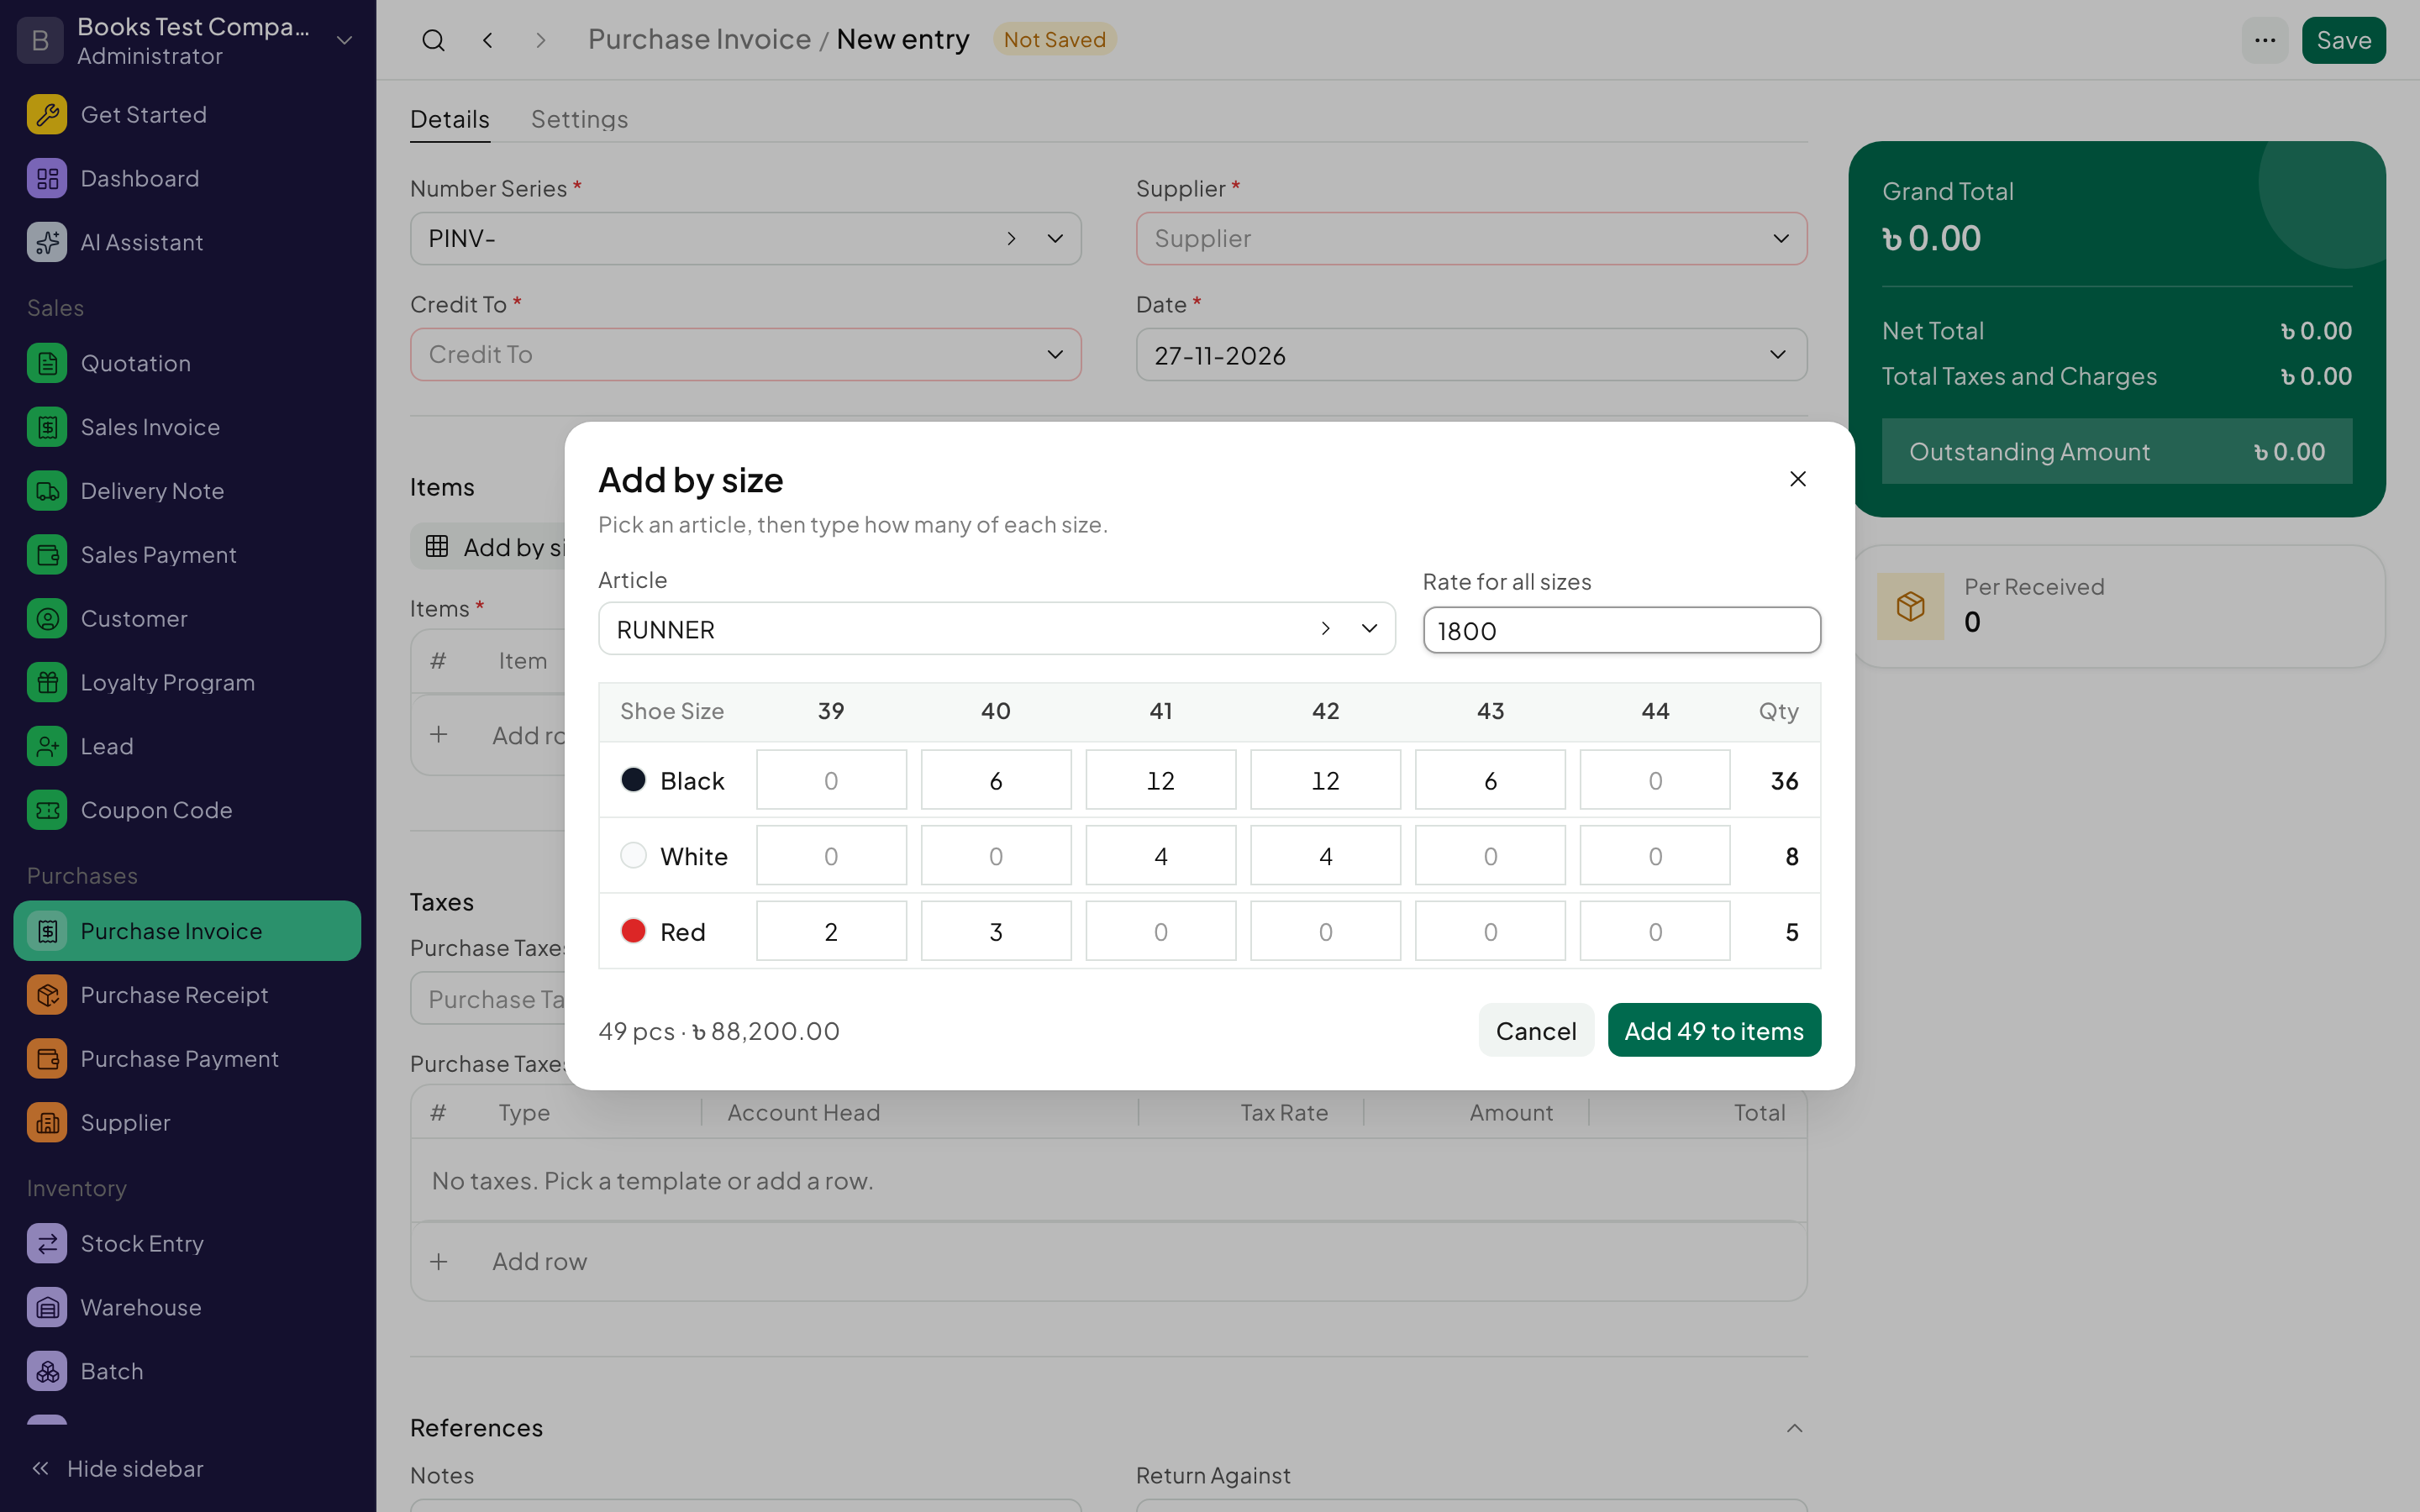 B
Books Test Compa...
Administrator
Get Started
Dashboard
AI Assistant
Sales
Quotation
Sales Invoice
Delivery Note
Sales Payment
Customer
Loyalty Program
Lead
Coupon Code
Purchases
Purchase Invoice
Purchase Receipt
Purchase Payment
Supplier
Inventory
Stock Entry
Warehouse
Batch
Hide sidebar
Purchase Invoice / New entry
Not Saved
Save
Details
Settings
Number Series *
PINV-
Supplier *
Supplier
Credit To *
Credit To
Date *
27-11-2026
Items
Add by si
Items *
# Item
Add ro
Taxes
Purchase Taxes
Purchase Ta
Purchase Taxes
# Type Account Head Tax Rate Amount Total
No taxes. Pick a template or add a row.
Add row
References
Notes
Return Against
Grand Total
৳ 0.00
Net Total ৳ 0.00
Total Taxes and Charges ৳ 0.00
Outstanding Amount ৳ 0.00
Per Received
0
Add by size
Pick an article, then type how many of each size.
Article
RUNNER
Rate for all sizes
1800
Shoe Size 39 40 41 42 43 44 Qty
Black 0 6 12 12 6 0 36
White 0 0 4 4 0 0 8
Red 2 3 0 0 0 0 5
49 pcs · ৳ 88,200.00
Cancel
Add 49 to items